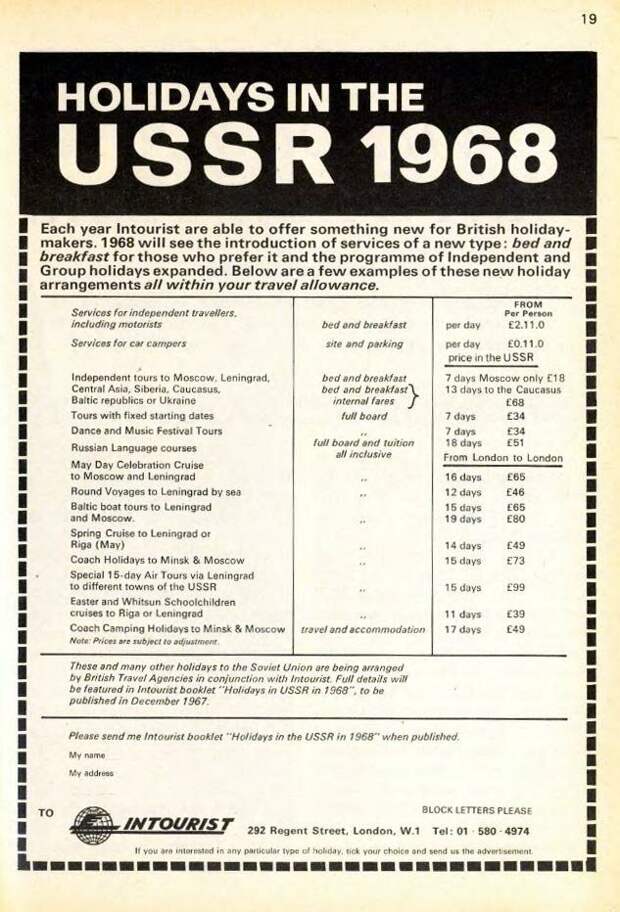 19
HOLIDAYS IN THE
USSR 1968
Each year Intourist are able to offer something new for British holiday-
makers. 1968 will see the introduction of services of a new type: bed and
breakfast for those who prefer it and the programme of Independent and
Group holidays expanded. Below are a few examples of these new holiday
arrangements all within your travel allowance.
FROM
Per Person
Services for independent travellers,
including motorists bed and breakfast per day £2.11.0
Services for car campers site and parking per day £0.11.0
price in the USSR
Independent tours to Moscow, Leningrad, bed and breakfast 7 days Moscow only £18
Central Asia, Siberia, Caucasus, bed and breakfast } 13 days to the Caucasus
Baltic republics or Ukraine internal fares £68
Tours with fixed starting dates full board 7 days £34
Dance and Music Festival Tours ,, 7 days £34
Russian Language courses full board and tuition 18 days £51
all inclusive From London to London
May Day Celebration Cruise
to Moscow and Leningrad ,, 16 days £65
Round Voyages to Leningrad by sea ,, 12 days £46
Baltic boat tours to Leningrad 15 days £65
and Moscow. ,, 19 days £80
Spring Cruise to Leningrad or
Riga (May) ,, 14 days £49
Coach Holidays to Minsk & Moscow ,, 15 days £73
Special 15-day Air Tours via Leningrad
to different towns of the USSR ,, 15 days £99
Easter and Whitsun Schoolchildren
cruises to Riga or Leningrad ,, 11 days £39
Coach Camping Holidays to Minsk & Moscow travel and accommodation 17 days £49
Note: Prices are subject to adjustment.
These and many other holidays to the Soviet Union are being arranged
by British Travel Agencies in conjunction with Intourist. Full details will
be featured in Intourist booklet "Holidays in USSR in 1968", to be
published in December 1967.
Please send me Intourist booklet "Holidays in the USSR in 1968" when published.
My name
My address
BLOCK LETTERS PLEASE
TO INTOURIST 292 Regent Street, London, W.1 Tel: 01 · 580 · 4974
If you are interested in any particular type of holiday, tick your choice and send us the advertisement.